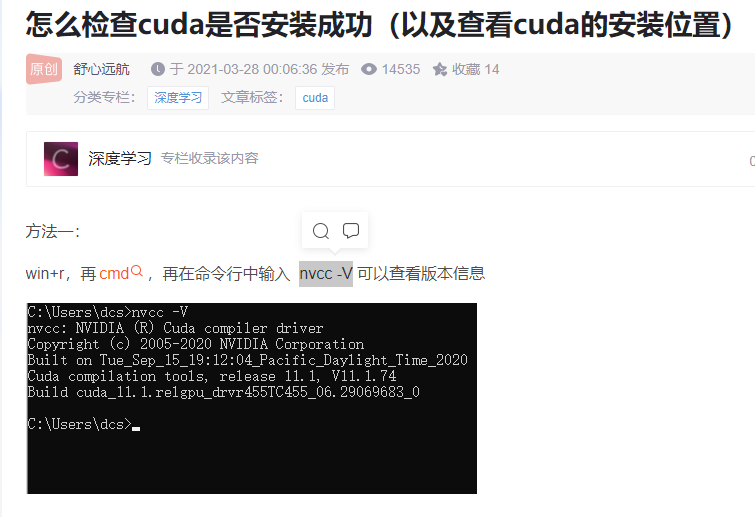 怎么检查cuda是否安装成功（以及查看cuda的安装位置）
原创 舒心远航 于 2021-03-28 00:06:36 发布 14535 收藏 14
分类专栏： 深度学习 文章标签： cuda
C 深度学习 专栏收录该内容
方法一：
win+r，再 cmd ，再在命令行中输入 nvcc -V 可以查看版本信息
C:\Users\dcs>nvcc -V
nvcc: NVIDIA (R) Cuda compiler driver
Copyright (c) 2005-2020 NVIDIA Corporation
Built on Tue_Sep_15_19:12:04_Pacific_Daylight_Time_2020
Cuda compilation tools, release 11.1, V11.1.74
Build cuda_11.1.relgpu_drvr455TC455_06.29069683_0
C:\Users\dcs>